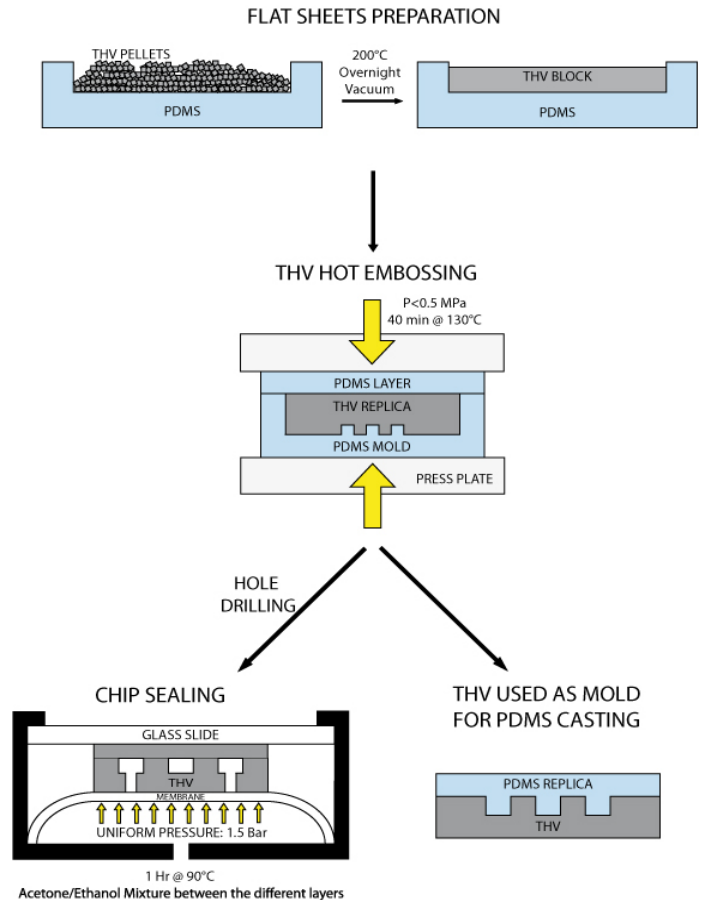 FLAT SHEETS PREPARATION
THV PELLETS
PDMS
200°C
Overnight
Vacuum
THV BLOCK
PDMS
THV HOT EMBOSSING
P<0.5 MPa
40 min @ 130°C
PDMS LAYER
THV REPLICA
PDMS MOLD
PRESS PLATE
HOLE
DRILLING
CHIP SEALING
GLASS SLIDE
THV
MEMBRANE
UNIFORM PRESSURE: 1.5 Bar
1 Hr @ 90°C
Acetone/Ethanol Mixture between the different layers
THV USED AS MOLD
FOR PDMS CASTING
PDMS REPLICA
THV